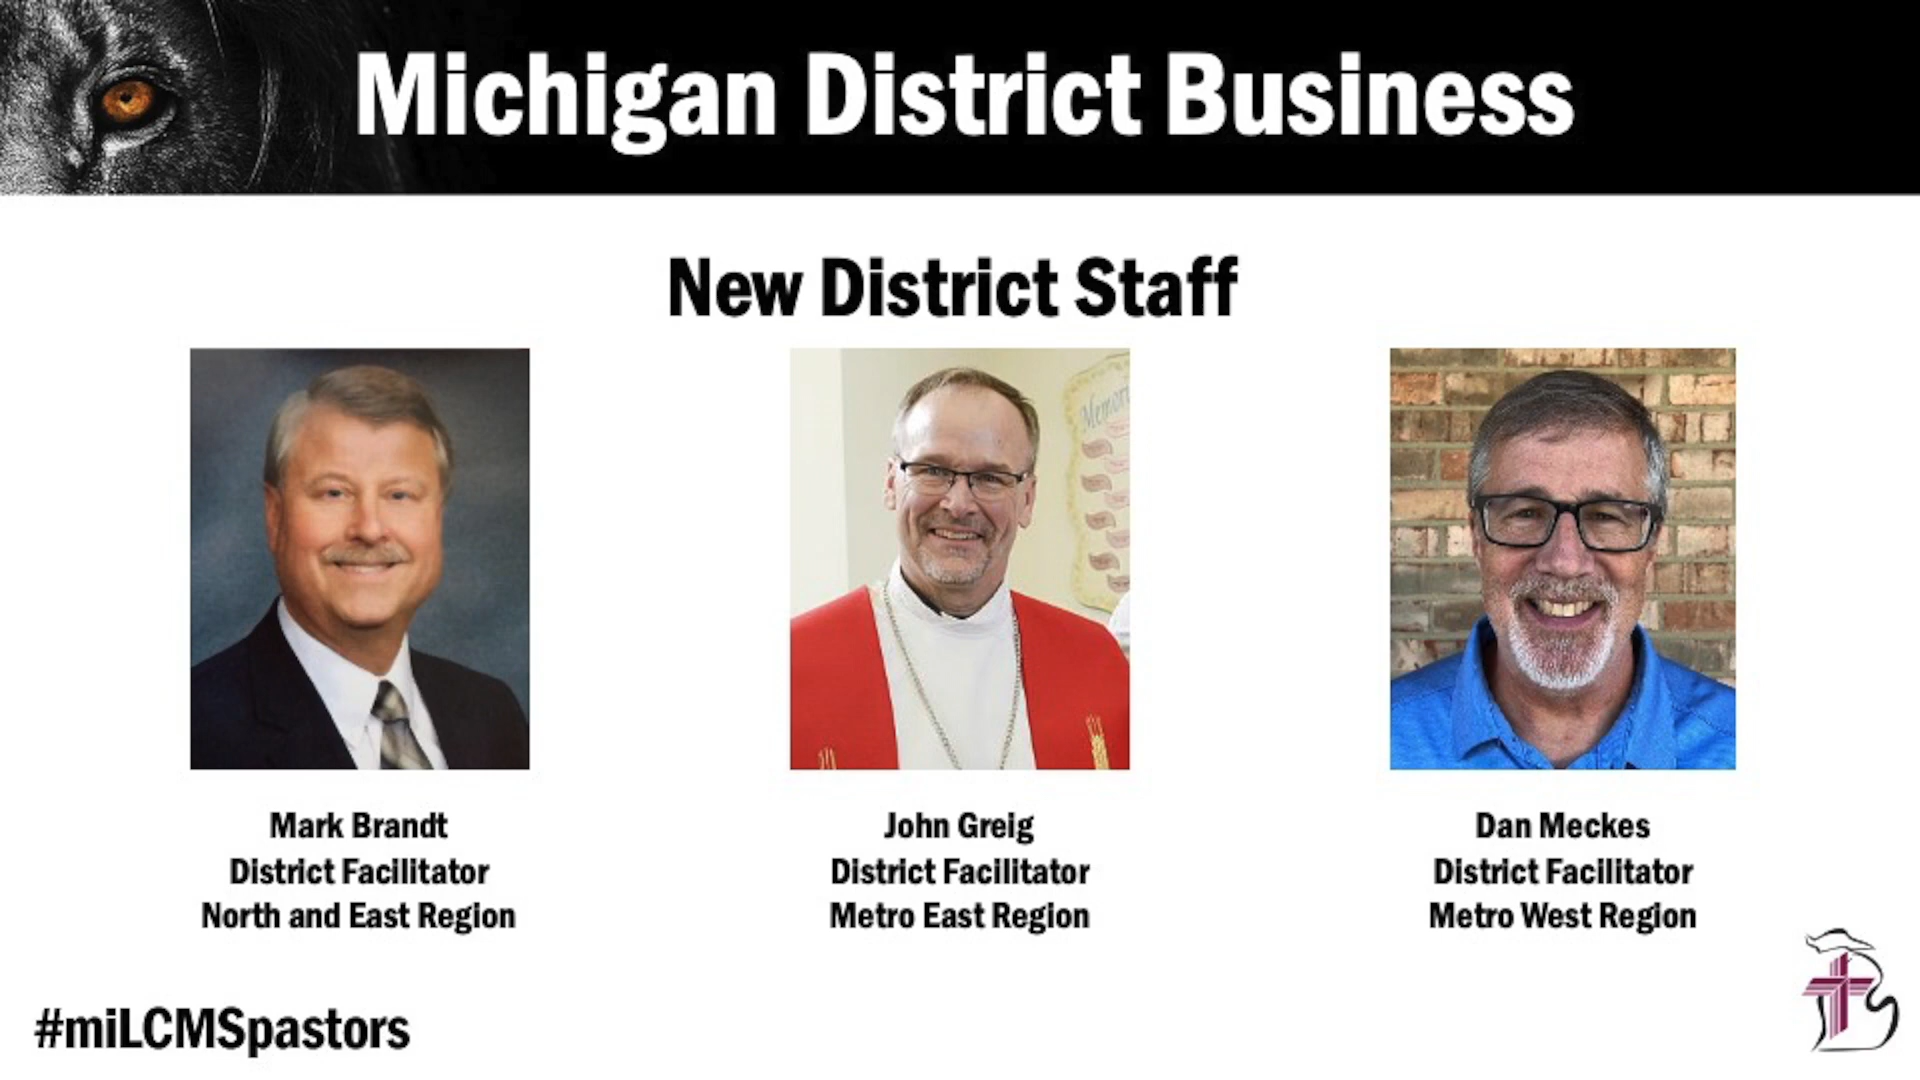 Michigan District Business
New District Staff
Memor
Mark Brandt
District Facilitator
North and East Region
John Greig
District Facilitator
Metro East Region
Dan Meckes
District Facilitator
Metro West Region
#miLCMSpastors